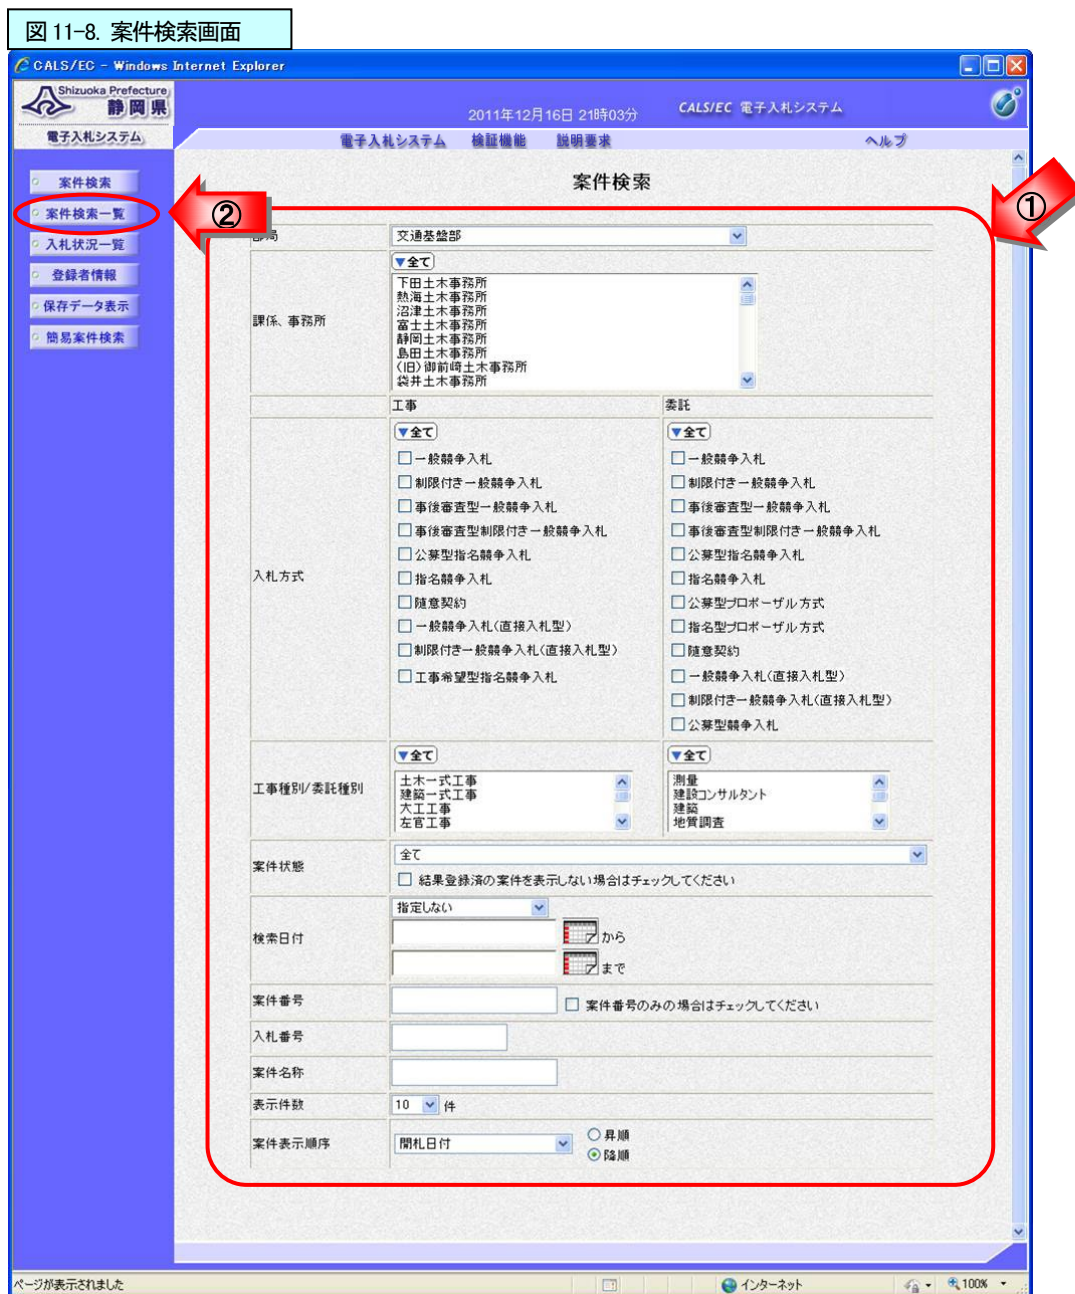 図 11-8. 案件検索画面
CALS/EC - Windows Internet Explorer
Shizuoka Prefecture
静岡県
電子入札システム
2011年12月16日 21時03分
CALS/EC 電子入札システム
電子入札システム 検証機能 説明要求 ヘルプ
案件検索
案件検索一覧
入札状況一覧
登録者情報
保存データ表示
簡易案件検索
案件検索
①
②
部局 交通基盤部
課係、事務所
▼全て
下田土木事務所
熱海土木事務所
沼津土木事務所
富士土木事務所
静岡土木事務所
島田土木事務所
(旧)御前崎土木事務所
袋井土木事務所
工事 委託
入札方式
▼全て
一般競争入札
制限付き一般競争入札
事後審査型一般競争入札
事後審査型制限付き一般競争入札
公募型指名競争入札
指名競争入札
随意契約
一般競争入札(直接入札型)
制限付き一般競争入札(直接入札型)
工事希望型指名競争入札
▼全て
一般競争入札
制限付き一般競争入札
事後審査型一般競争入札
事後審査型制限付き一般競争入札
公募型指名競争入札
指名競争入札
公募型プロポーザル方式
指名型プロポーザル方式
随意契約
一般競争入札(直接入札型)
制限付き一般競争入札(直接入札型)
公募型競争入札
工事種別/委託種別
▼全て
土木一式工事
建築一式工事
大工工事
左官工事
▼全て
測量
建設コンサルタント
建築
地質調査
案件状態
全て
結果登録済の案件を表示しない場合はチェックしてください
検索日付
指定しない
から
まで
案件番号 案件番号のみの場合はチェックしてください
入札番号
案件名称
表示件数 10 件
案件表示順序 開札日付
昇順
降順
ページが表示されました
インターネット
100%